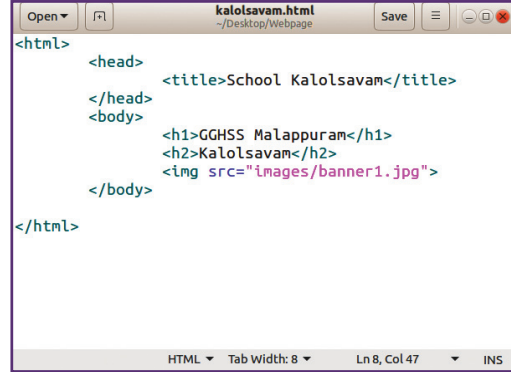 Open
kalolsavam.html
~/Desktop/Webpage
Save
<html>
<head>
<title>School Kalolsavam</title>
</head>
<body>
<h1>GGHSS Malappuram</h1>
<h2>Kalolsavam</h2>
<img src="images/banner1.jpg">
</body>
</html>
HTML Tab Width: 8 Ln 8, Col 47 INS